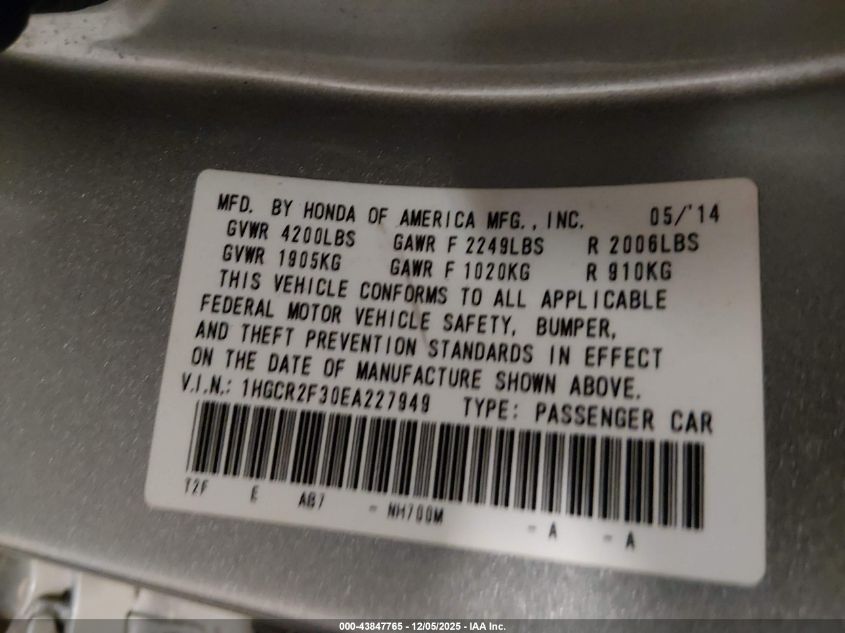 MFD. BY HONDA OF AMERICA MFG., INC. 05/'14
GVWR 4200LBS GAWR F 2249LBS R 2006LBS
GVWR 1905KG GAWR F 1020KG R 910KG
THIS VEHICLE CONFORMS TO ALL APPLICABLE
FEDERAL MOTOR VEHICLE SAFETY, BUMPER,
AND THEFT PREVENTION STANDARDS IN EFFECT
ON THE DATE OF MANUFACTURE SHOWN ABOVE.
V.I.N.: 1HGCR2F30EA227949 TYPE: PASSENGER CAR
T2F E AB7 - NH700M - A - A
000-43847765 - 12/05/2025 - IAA Inc.